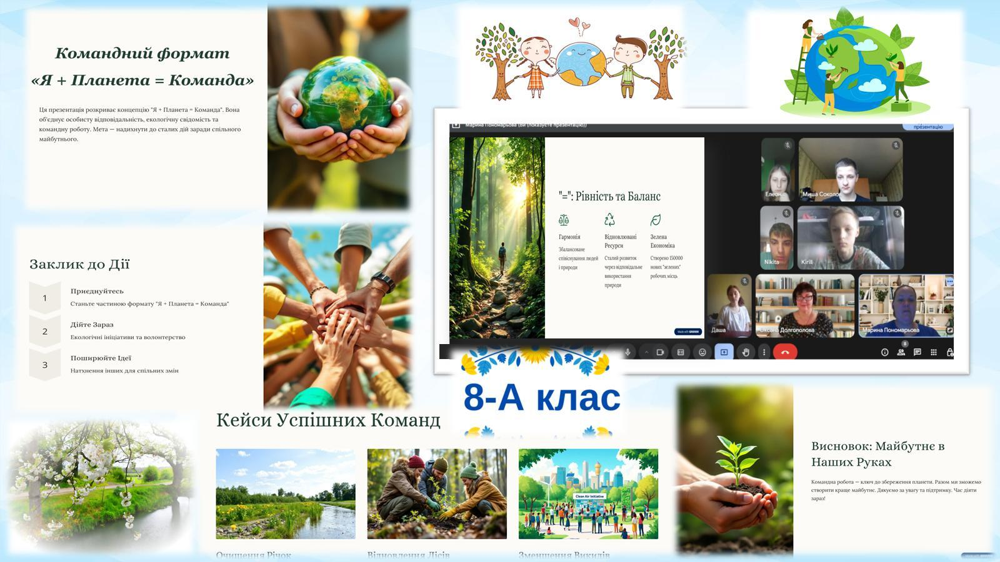 Командний формат
«Я + Планета = Команда»
Ця презентація розкриває концепцію "Я + Планета = Команда". Вона
об'єднує особисту відповідальність, екологічну свідомість та
командну роботу. Мета — надихнути до сталих дій заради спільного
майбутнього.
Марина Пономарьова (Ви (показуєте презентацію))
презентацію
"=": Рівність та Баланс
Гармонія
Збалансоване
співіснування людей
і природи
Відновлювані
Ресурси
Сталий розвиток
через відповідальне
використання
природи
Зелена
Економіка
Створено 150000
нових "зелених"
робочих місць
Made with GAMMA
Елеон...
Миша Соколов
Nikita
Kirill
Даша
Оксана Долгополова
Марина Пономарьова
8
Заклик до Дії
1
Приєднуйтесь
Станьте частиною формату "Я + Планета = Команда"
2
Дійте Зараз
Екологічні ініціативи та волонтерство
3
Поширюйте Ідеї
Натхнення інших для спільних змін
8-А клас
Кейси Успішних Команд
Clean Air Initiative
Очищення Річок
Відновлення Лісів
Зменшення Викидів
Висновок: Майбутнє в
Наших Руках
Командна робота — ключ до збереження планети. Разом ми зможемо
створити краще майбутнє. Дякуємо за увагу та підтримку. Час діяти
зараз!